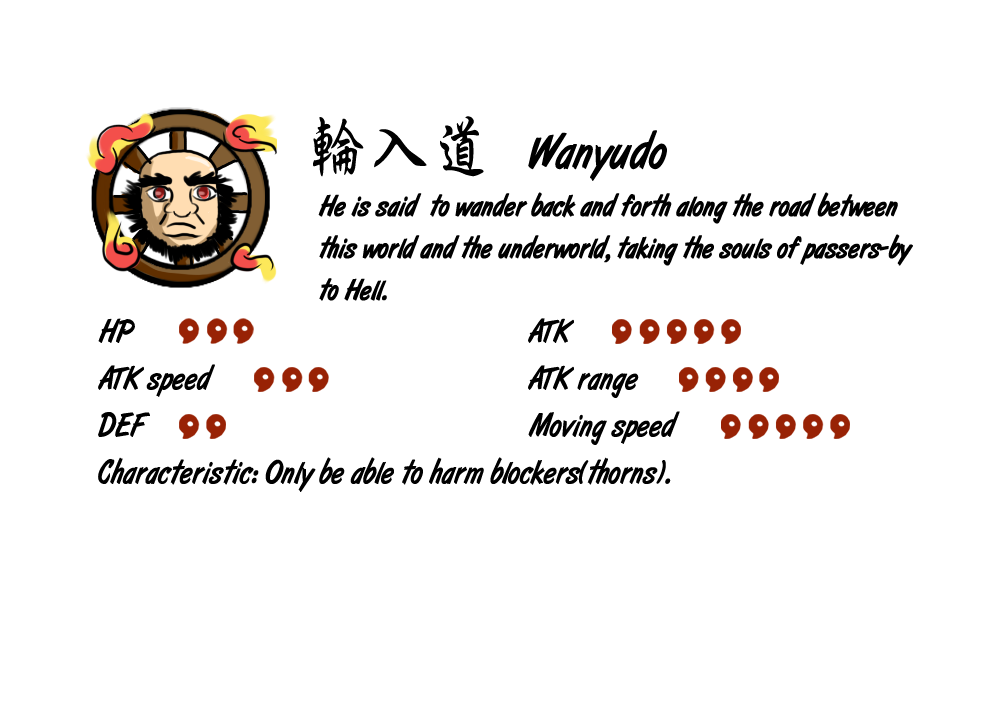 輪入道 Wanyudo
He is said to wander back and forth along the road between
this world and the underworld, taking the souls of passers-by
to Hell.
HP ATK
ATK speed ATK range
DEF Moving speed
Characteristic: Only be able to harm blockers(thorns).